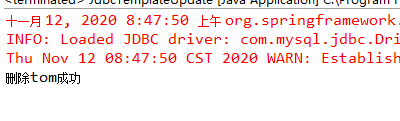 <terminated> JdbcTemplateUpdate [Java Application] C:\Program
十一月 12, 2020 8:47:50 上午 org.springframework.
INFO: Loaded JDBC driver: com.mysql.jdbc.Dri
Thu Nov 12 08:47:50 CST 2020 WARN: Establish
删除tom成功